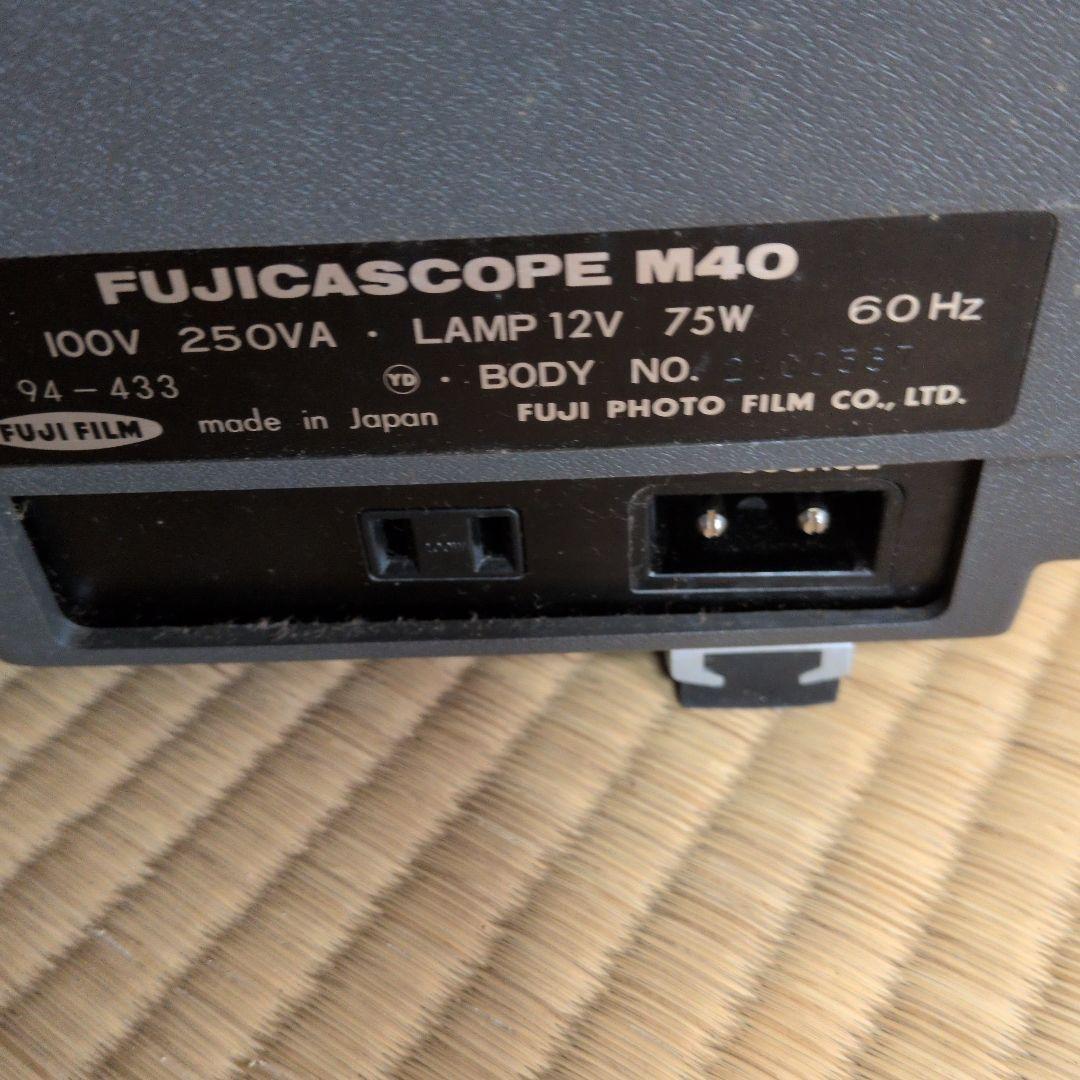 FUJICASCOPE M40
100V 250VA · LAMP 12V 75W 60Hz
94-433 YD · BODY NO.
FUJI FILM made in Japan FUJI PHOTO FILM CO., LTD.